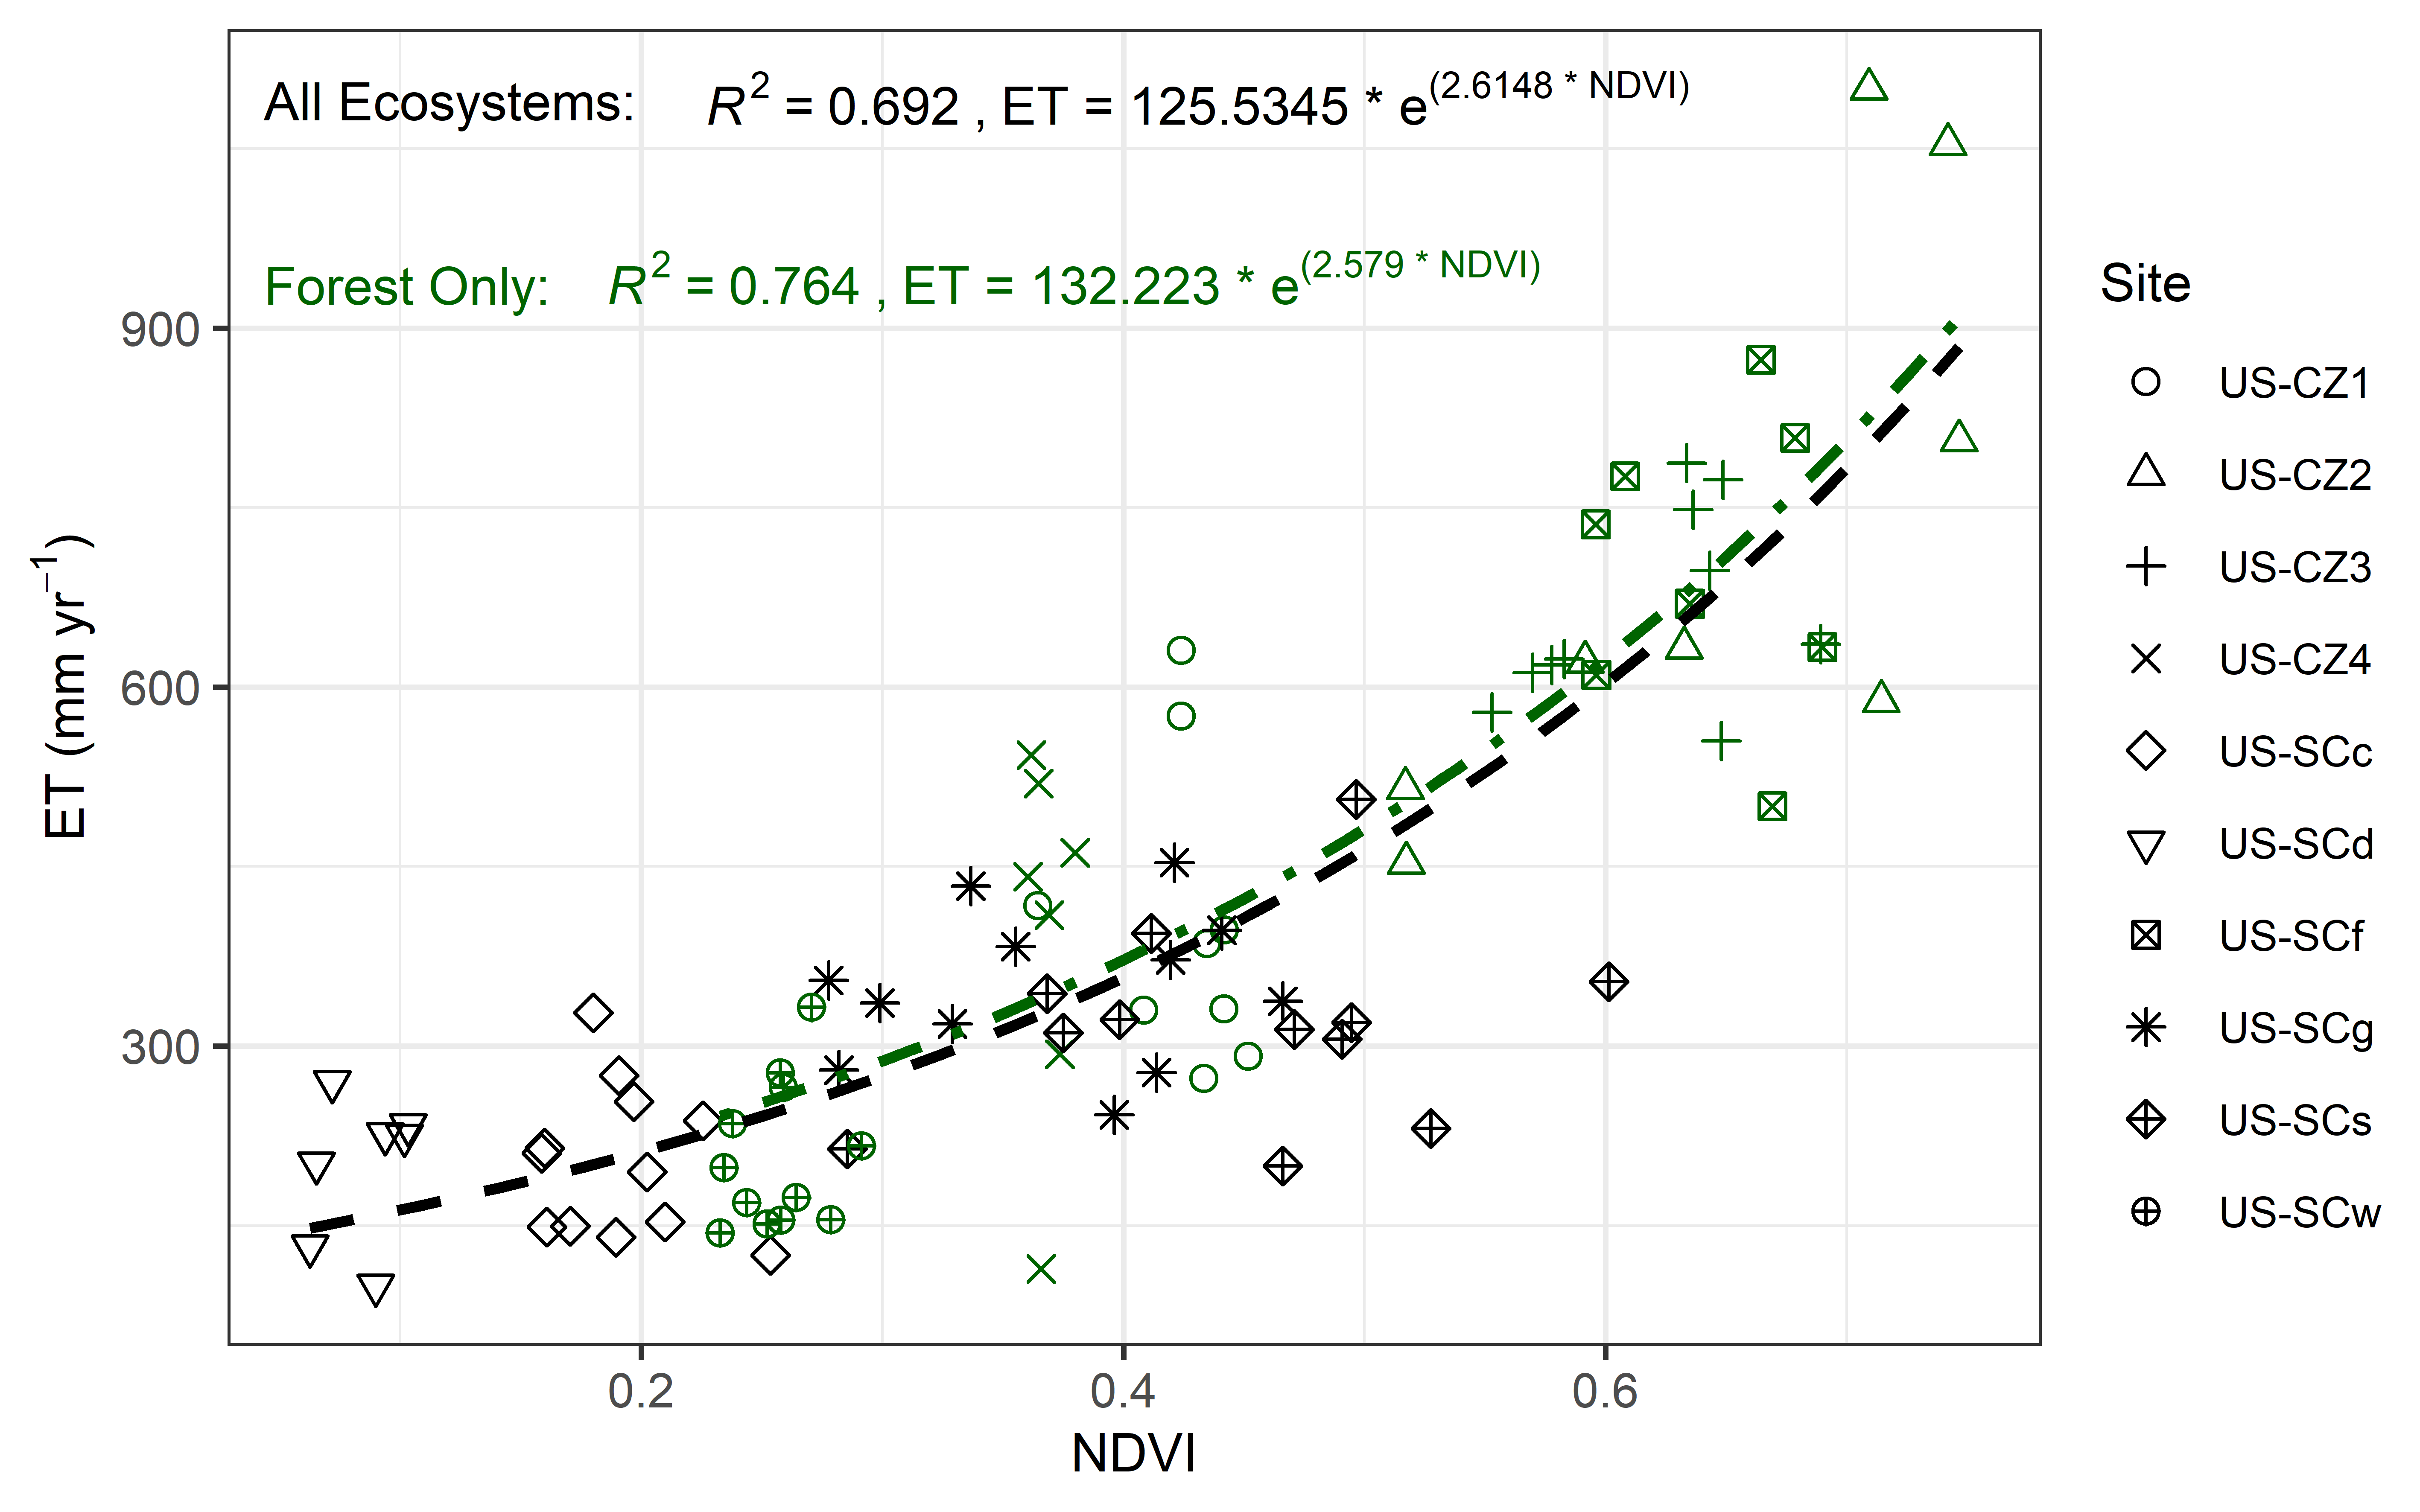 All Ecosystems: R2 = 0.692 , ET = 125.5345 * e(2.6148 * NDVI)
Forest Only: R2 = 0.764 , ET = 132.223 * e(2.579 * NDVI)
900
600
300
ET (mm yr−1)
0.2 0.4 0.6
NDVI
Site
US-CZ1
US-CZ2
US-CZ3
US-CZ4
US-SCc
US-SCd
US-SCf
US-SCg
US-SCs
US-SCw